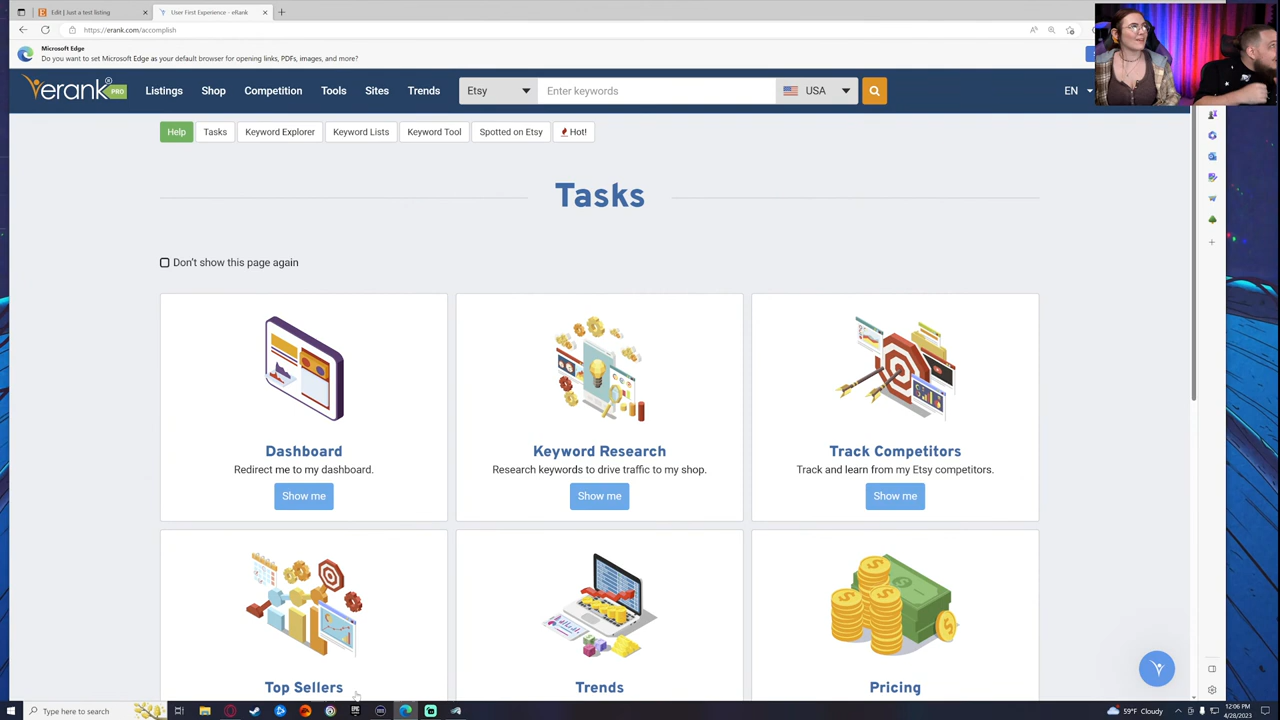 Edit | Just a test listing
User First Experience - eRank
https://erank.com/accomplish
Microsoft Edge
Do you want to set Microsoft Edge as your default browser for opening links, PDFs, images, and more?
erank PRO
Listings
Shop
Competition
Tools
Sites
Trends
Etsy
Enter keywords
USA
EN
Help
Tasks
Keyword Explorer
Keyword Lists
Keyword Tool
Spotted on Etsy
Hot!
Tasks
Don't show this page again
Dashboard
Redirect me to my dashboard.
Show me
Keyword Research
Research keywords to drive traffic to my shop.
Show me
Track Competitors
Track and learn from my Etsy competitors.
Show me
Top Sellers
Trends
Pricing
Type here to search
59°F Cloudy
12:06 PM
4/28/2023